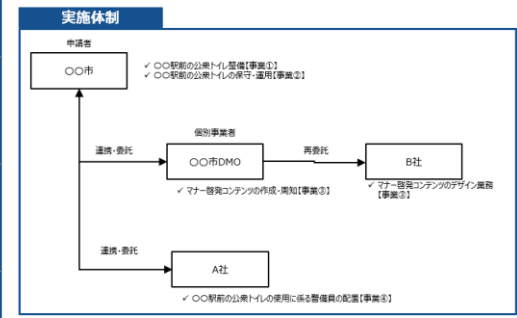 実施体制
申請者
〇〇市
✓ 〇〇駅前の公衆トイレ整備【事業①】
✓ 〇〇駅前の公衆トイレの保守・運用【事業②】
個別事業者
連携・委託
〇〇市DMO
再委託
B社
✓ マナー啓発コンテンツの作成・周知【事業③】
✓ マナー啓発コンテンツのデザイン業務
【事業③】
連携・委託
A社
✓ 〇〇駅前の公衆トイレの使用に係る警備員の配置【事業④】